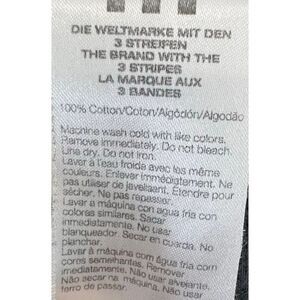 DIE WELTMARKE MIT DEN
3 STREIFEN
THE BRAND WITH THE
3 STRIPES
LA MARQUE AUX
3 BANDES
100% Cotton/Coton/Algodón/Algodão
Machine wash cold with like colors.
Remove immediately. Do not bleach.
Line dry. Do not iron.
Laver à l'eau froide avec les même
couleurs. Enlever immédiatement. Ne
pas utiliser de javelisant. Étendre pour
sécher. Ne pas repasser.
Lavar a máquina con agua fria con
colores similares. Sacar
inmediatamente. No usar
blanqueador. Secar en cuerda. No
planchar.
Lavar à máquina com água fria com
cores semelhantes. Remover
imediatamente. Não usar alvejante.
Não secar na máquina. Não usar
ferro de passar.